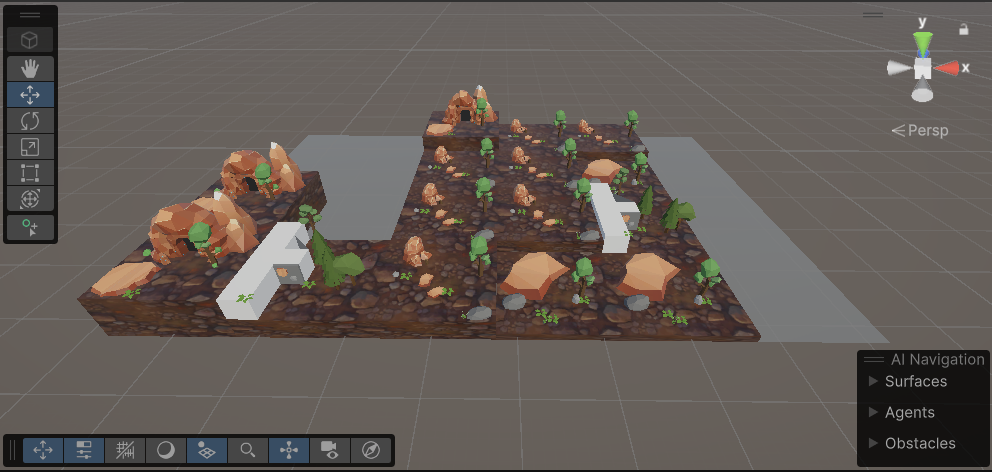 y
x
Persp
AI Navigation
Surfaces
Agents
Obstacles